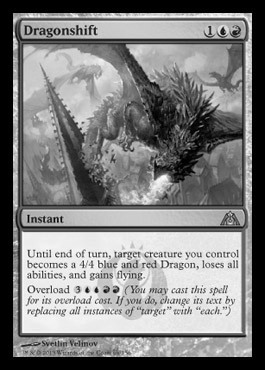 Dragonshift 1
Instant
Until end of turn, target creature you control
becomes a 4/4 blue and red Dragon, loses all
abilities, and gains flying.
Overload 3 (You may cast this spell
for its overload cost. If you do, change its text by
replacing all instances of “target” with “each.”)
Svetlin Velinov